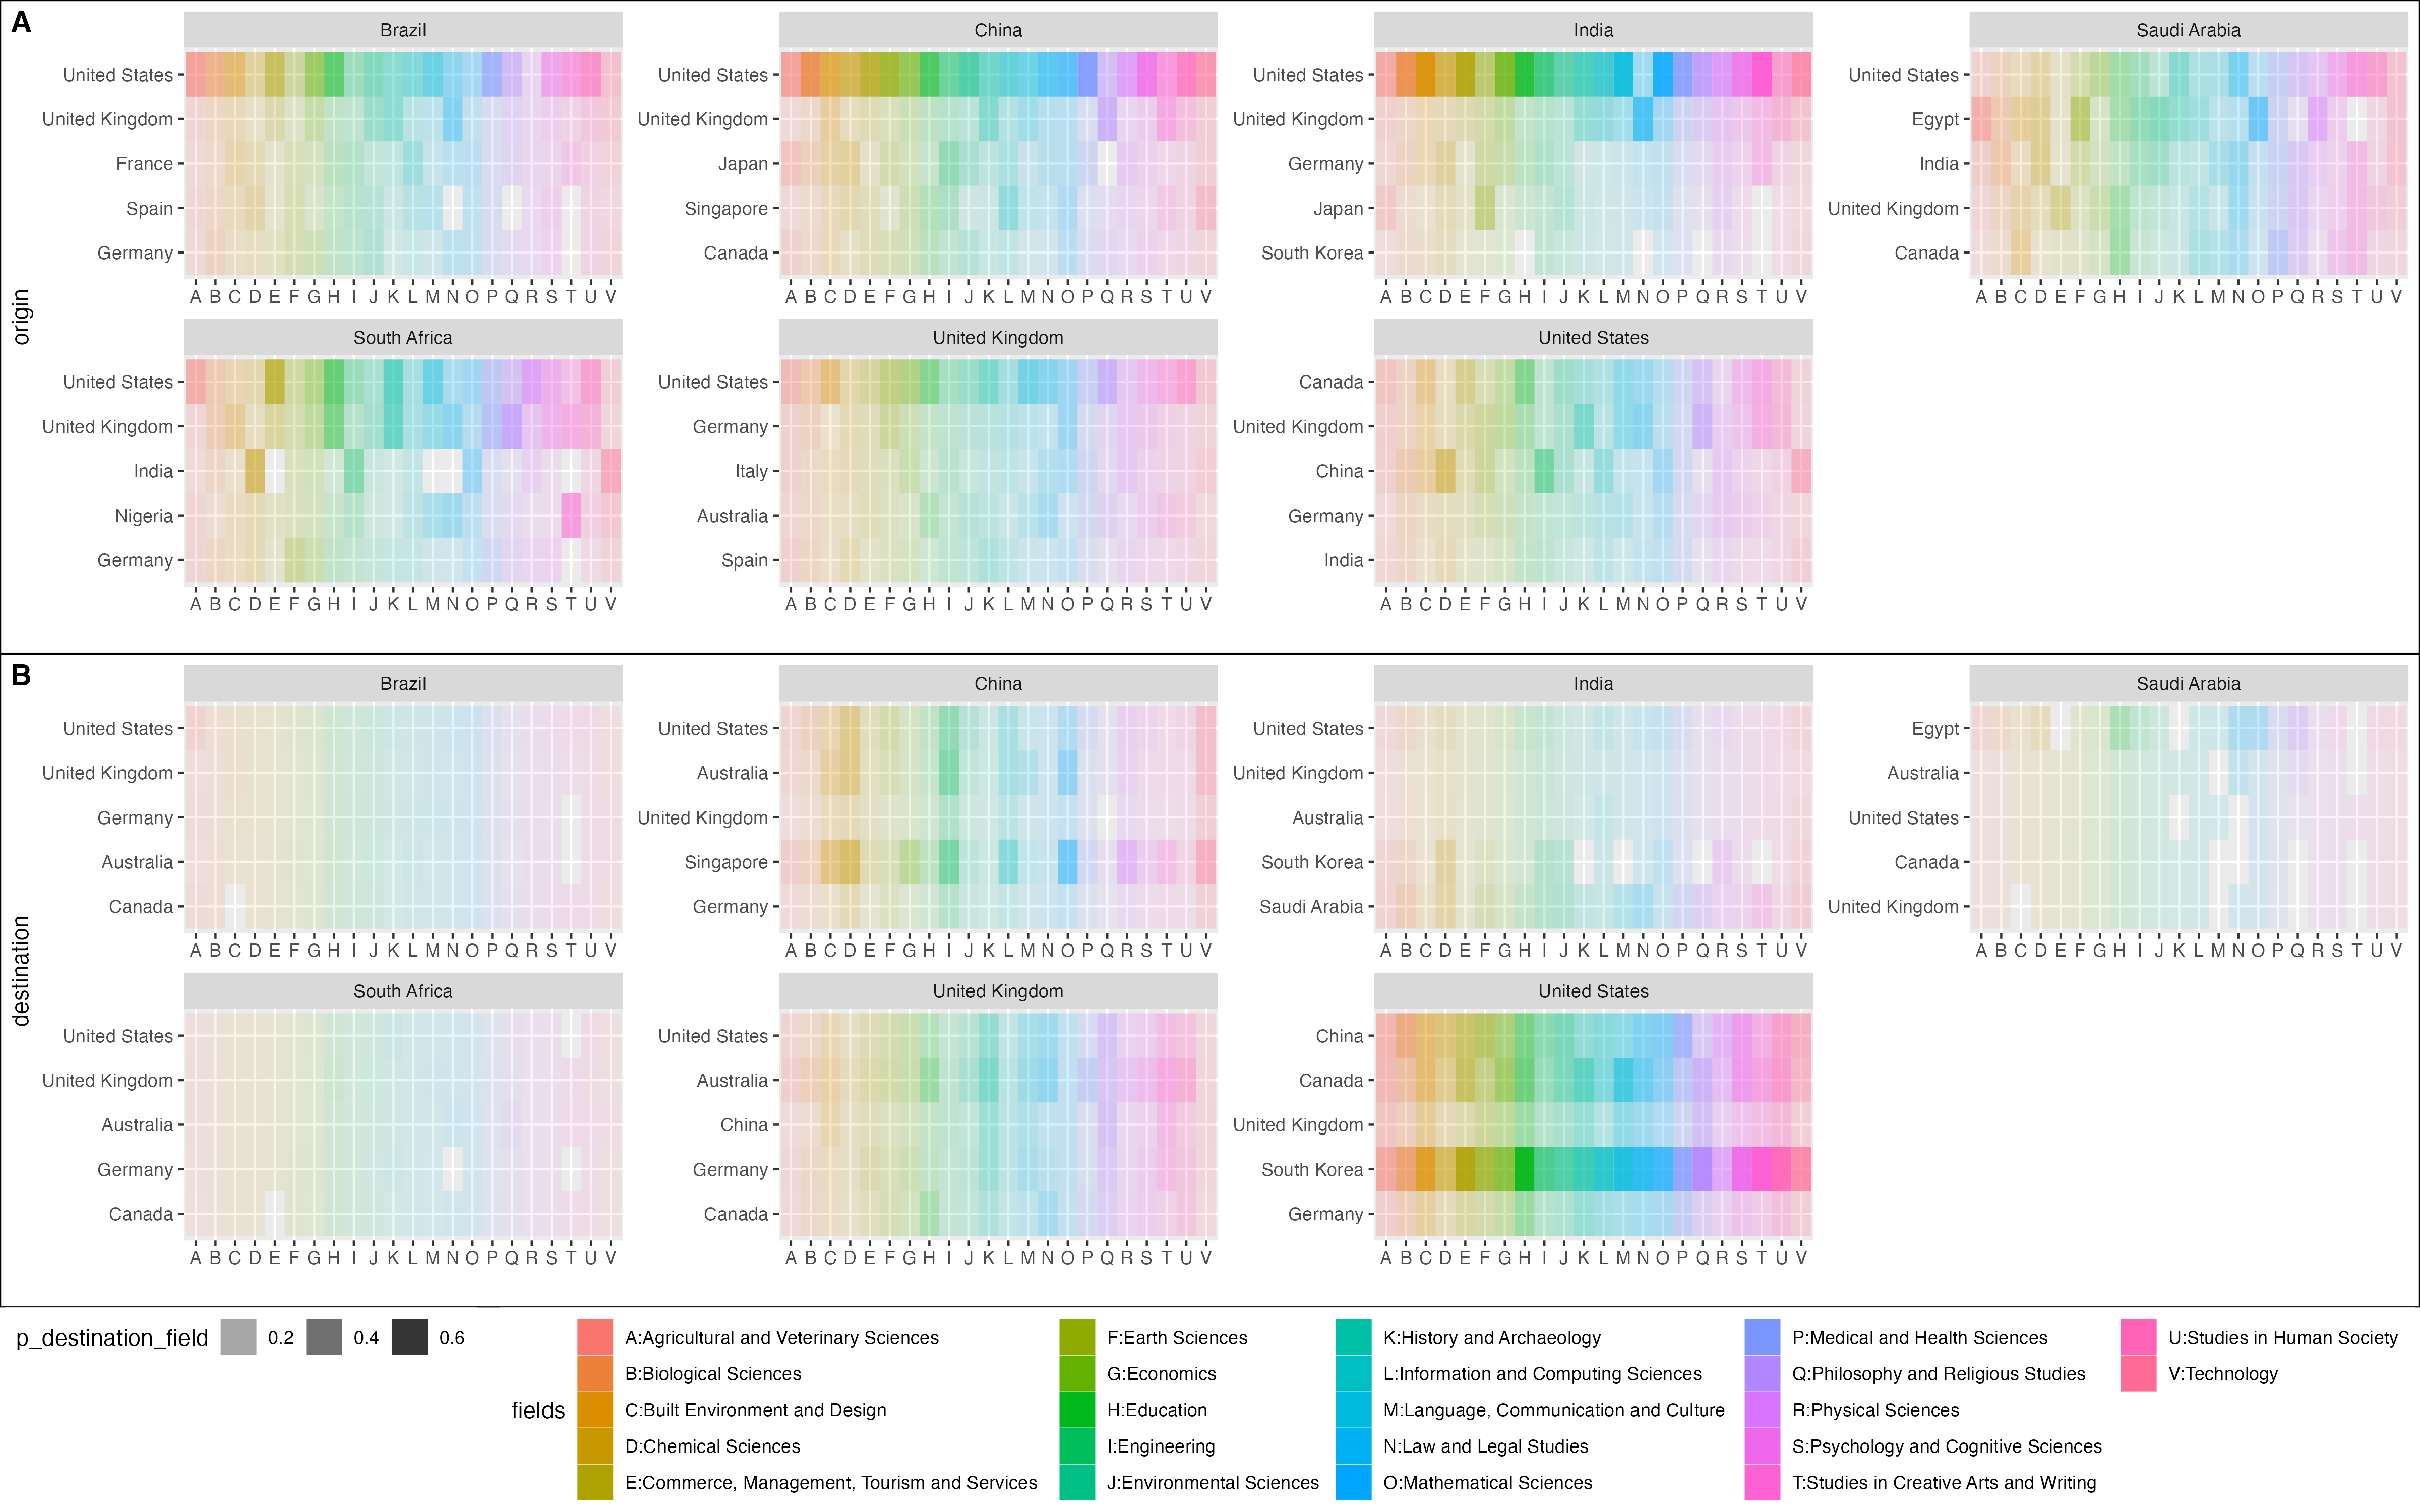 A
Brazil
China
India
Saudi Arabia
origin
United States
United Kingdom
France
Spain
Germany
A B C D E F G H I J K L M N O P Q R S T U V
United States
United Kingdom
Japan
Singapore
Canada
A B C D E F G H I J K L M N O P Q R S T U V
United States
United Kingdom
Germany
Japan
South Korea
A B C D E F G H I J K L M N O P Q R S T U V
United States
Egypt
India
United Kingdom
Canada
A B C D E F G H I J K L M N O P Q R S T U V
South Africa
United Kingdom
United States
United States
United Kingdom
India
Nigeria
Germany
A B C D E F G H I J K L M N O P Q R S T U V
United States
Germany
Italy
Australia
Spain
A B C D E F G H I J K L M N O P Q R S T U V
Canada
United Kingdom
China
Germany
India
A B C D E F G H I J K L M N O P Q R S T U V
B
Brazil
China
India
Saudi Arabia
destination
United States
United Kingdom
Germany
Australia
Canada
A B C D E F G H I J K L M N O P Q R S T U V
United States
Australia
United Kingdom
Singapore
Germany
A B C D E F G H I J K L M N O P Q R S T U V
United States
United Kingdom
Australia
South Korea
Saudi Arabia
A B C D E F G H I J K L M N O P Q R S T U V
Egypt
Australia
United States
Canada
United Kingdom
A B C D E F G H I J K L M N O P Q R S T U V
South Africa
United Kingdom
United States
United States
United Kingdom
Australia
Germany
Canada
A B C D E F G H I J K L M N O P Q R S T U V
United States
Australia
China
Germany
Canada
A B C D E F G H I J K L M N O P Q R S T U V
China
Canada
United Kingdom
South Korea
Germany
A B C D E F G H I J K L M N O P Q R S T U V
p_destination_field 0.2 0.4 0.6
fields
A:Agricultural and Veterinary Sciences
B:Biological Sciences
C:Built Environment and Design
D:Chemical Sciences
E:Commerce, Management, Tourism and Services
F:Earth Sciences
G:Economics
H:Education
I:Engineering
J:Environmental Sciences
K:History and Archaeology
L:Information and Computing Sciences
M:Language, Communication and Culture
N:Law and Legal Studies
O:Mathematical Sciences
P:Medical and Health Sciences
Q:Philosophy and Religious Studies
R:Physical Sciences
S:Psychology and Cognitive Sciences
T:Studies in Creative Arts and Writing
U:Studies in Human Society
V:Technology